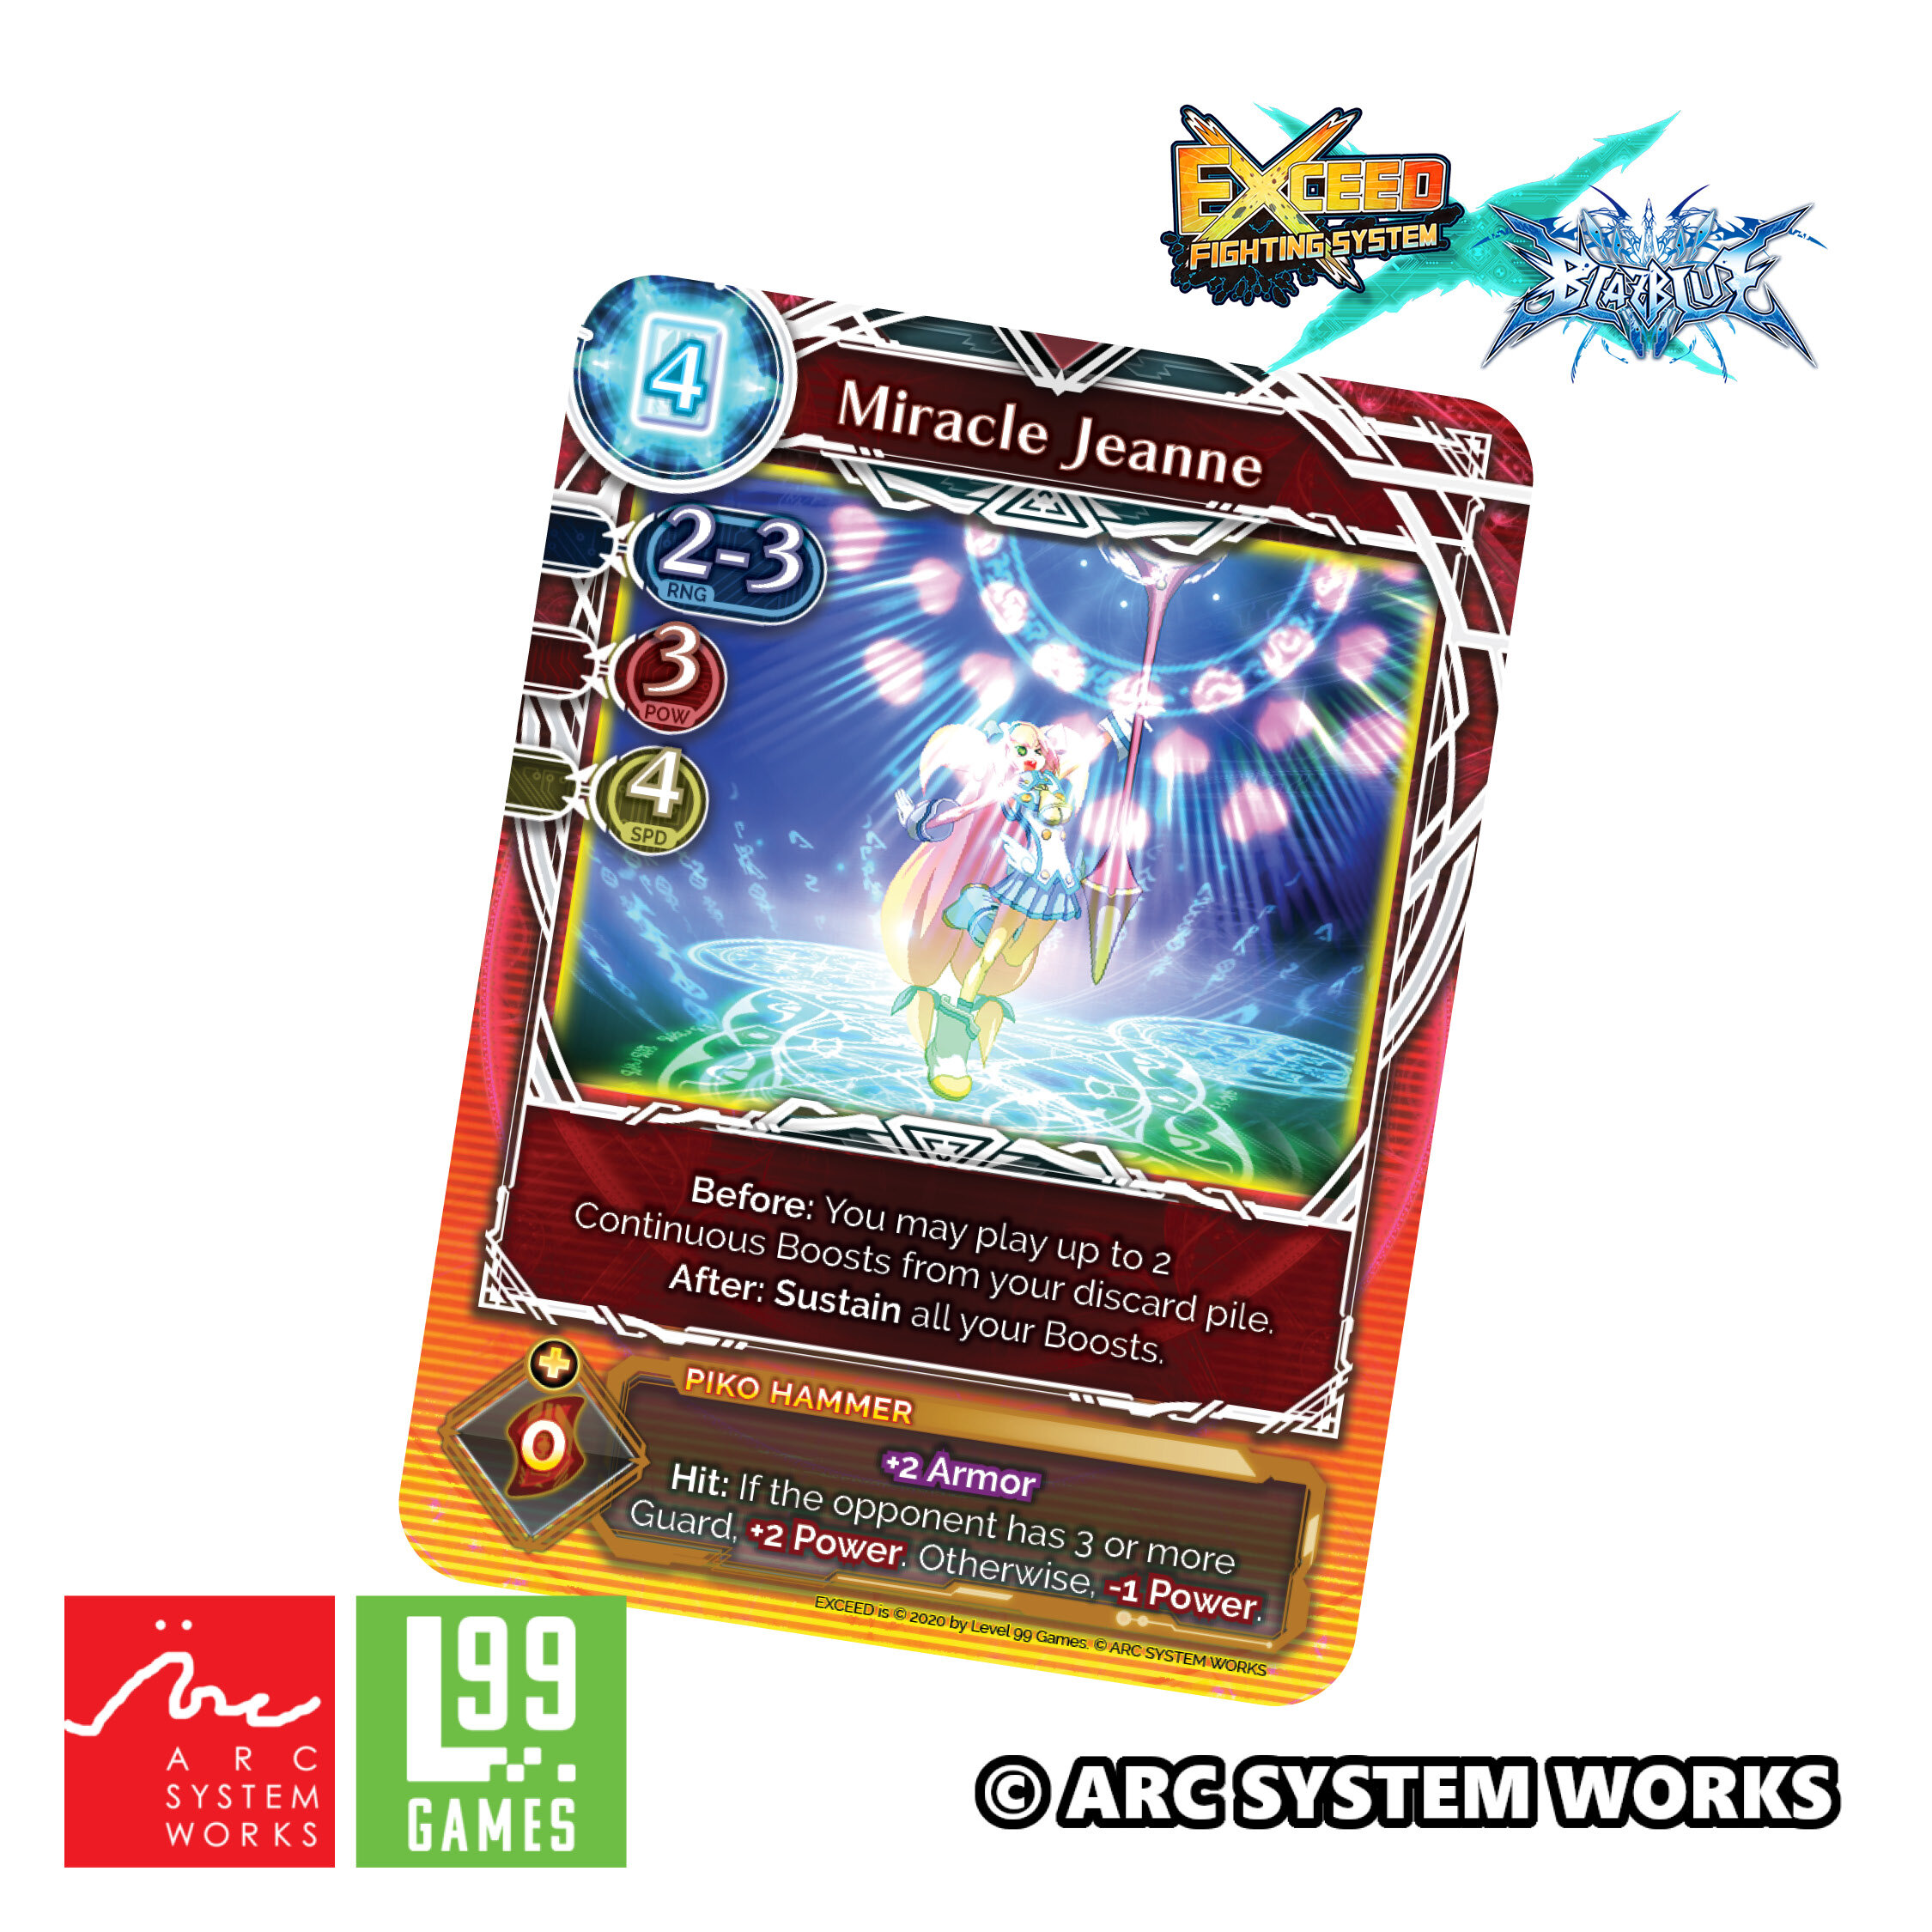 EXCEED
FIGHTING SYSTEM
BLAZBLUE
4
Miracle Jeanne
2-3
RNG
3
POW
4
SPD
Before: You may play up to 2
Continuous Boosts from your discard pile.
After: Sustain all your Boosts.
+
0
PIKO HAMMER
+2 Armor
Hit: If the opponent has 3 or more
Guard, +2 Power. Otherwise, -1 Power.
EXCEED is © 2020 by Level 99 Games. © ARC SYSTEM WORKS
Arc
ARC
SYSTEM
WORKS
L99
GAMES
© ARC SYSTEM WORKS